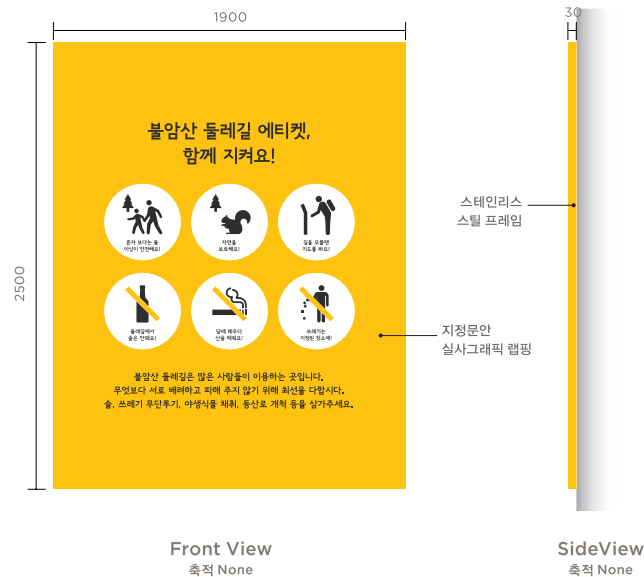 1900
30
2500
불암산 둘레길 에티켓,
함께 지켜요!
혼자 보다는 둘
이상이 안전해요!
자연을
보호해요!
길을 모를땐
지도를 봐요!
둘레길에서
술은 안돼요!
담배 태우다
산을 태워요!
쓰레기는
지정된 장소에!
불암산 둘레길은 많은 사람들이 이용하는 곳입니다.
무엇보다 서로 배려하고 피해 주지 않기 위해 최선을 다합시다.
술, 쓰레기 무단투기, 야생식물 채취, 등산로 개척 등을 삼가주세요.
스테인리스
스틸 프레임
지정문안
실사그래픽 랩핑
Front View
축적 None
SideView
축적 None